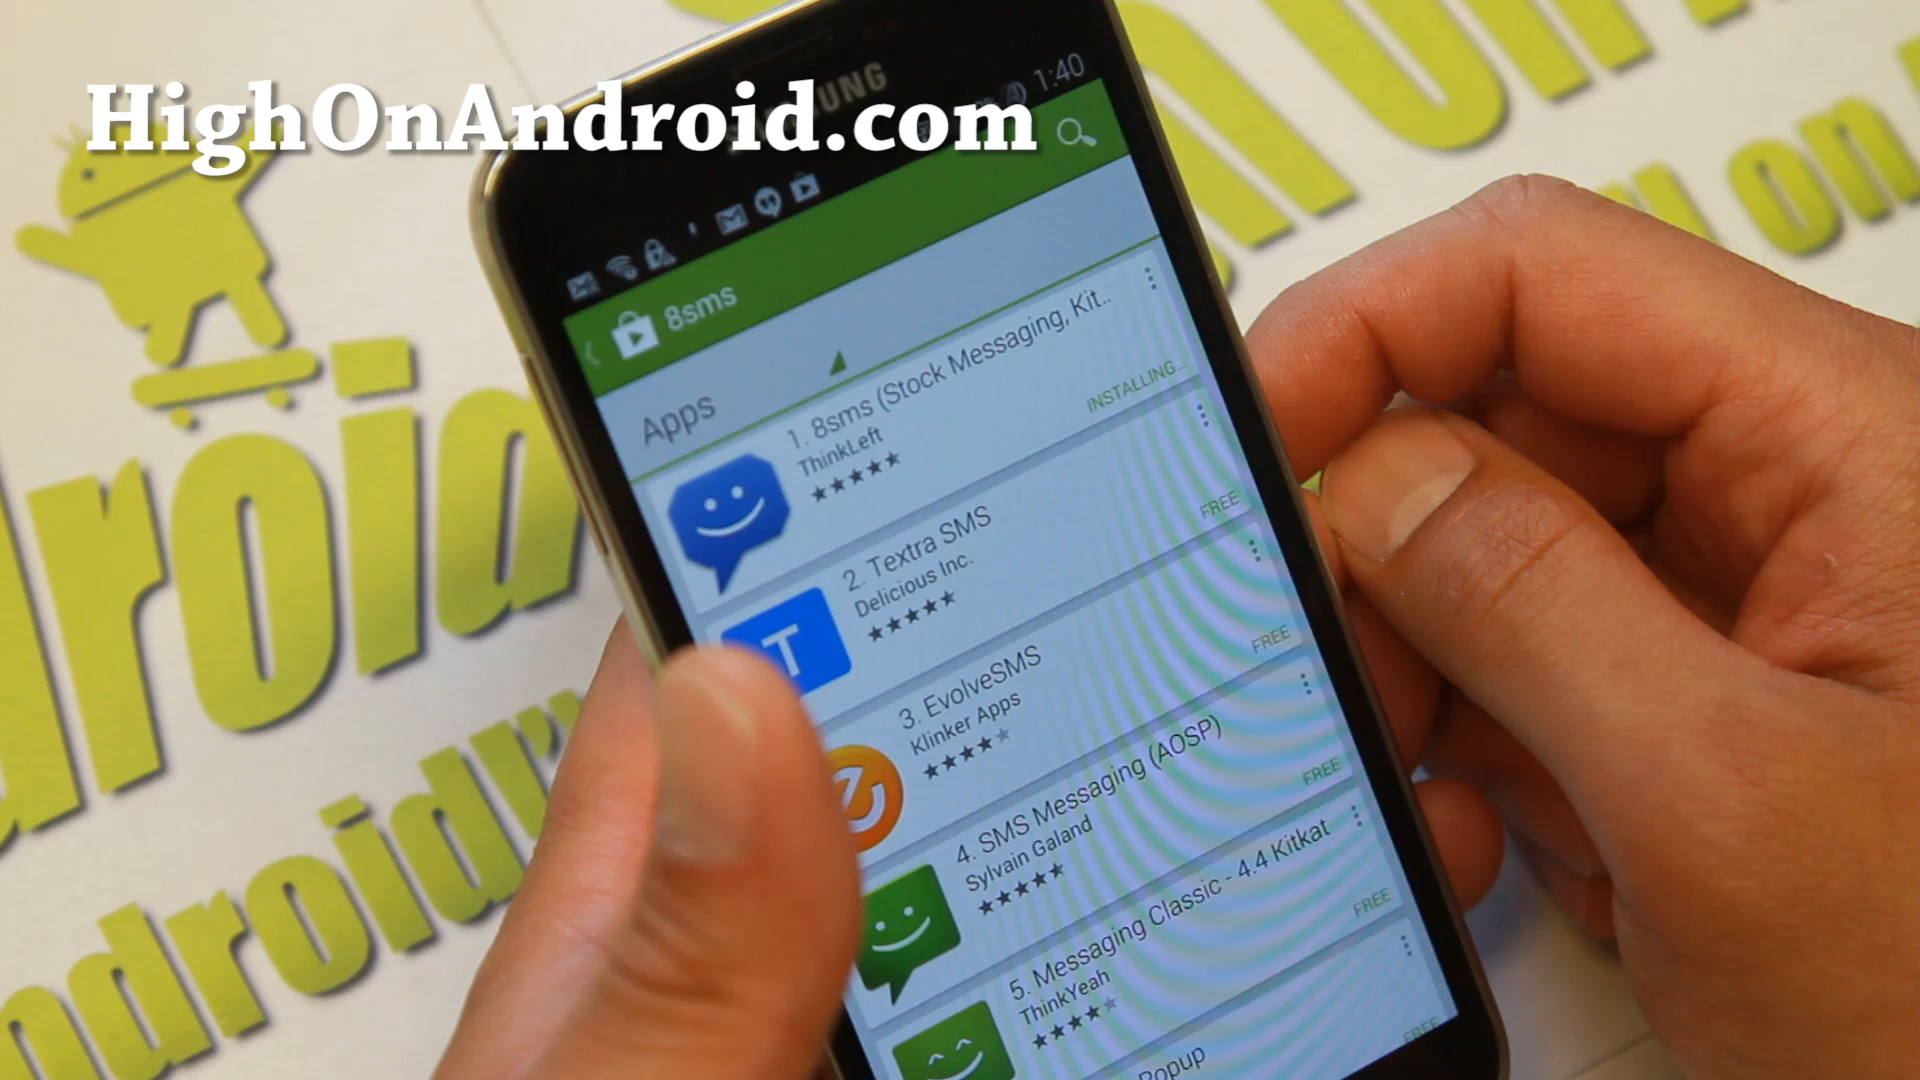 HighOnAndroid.com
SAMSUNG
1:40
8sms
Apps
1. 8sms (Stock Messaging, Kit..
ThinkLeft
INSTALLING...
2. Textra SMS
Delicious Inc.
FREE
T
3. EvolveSMS
Klinker Apps
FREE
4. SMS Messaging (AOSP)
Sylvain Galand
FREE
5. Messaging Classic - 4.4 Kitkat
ThinkYeah
FREE
Popup
FREE